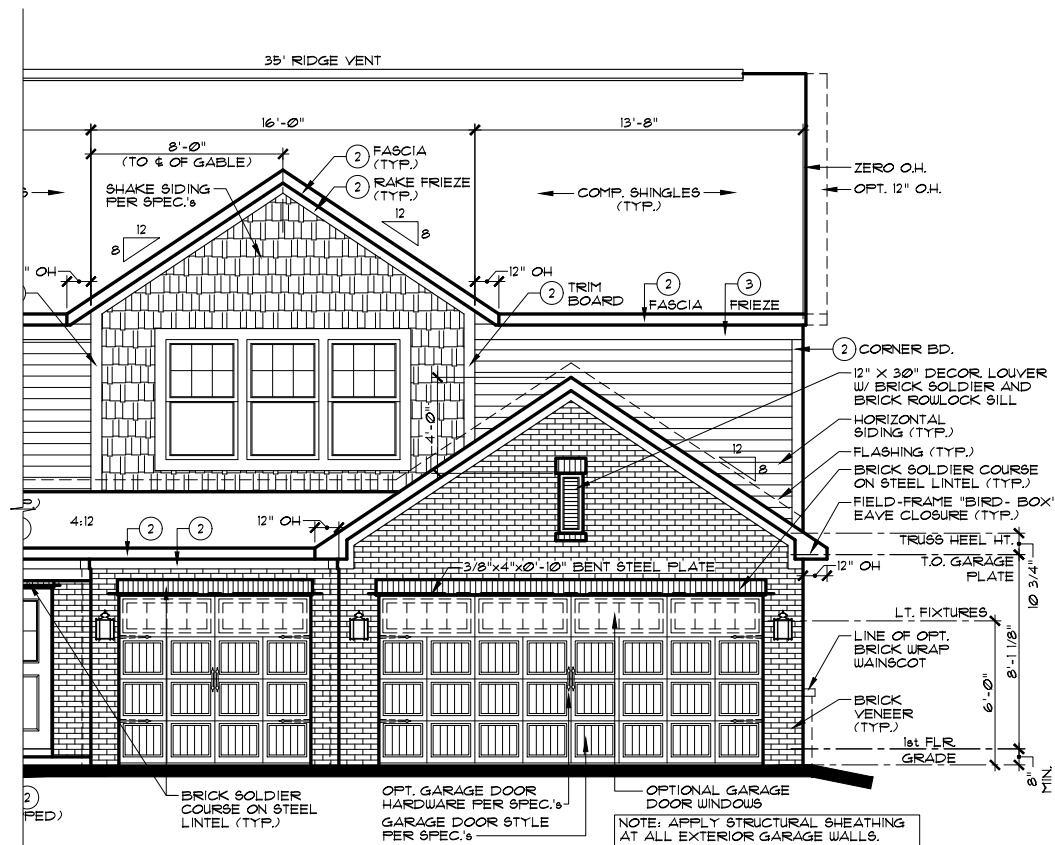 35' RIDGE VENT
16'-0"
13'-8"
8'-0"
(TO ℄ OF GABLE)
2 FASCIA
(TYP.)
2 RAKE FRIEZE
(TYP.)
ZERO O.H.
OPT. 12" O.H.
SHAKE SIDING
PER SPEC.'s
COMP. SHINGLES
(TYP.)
12
8
12
8
" OH
12" OH
2 TRIM
BOARD
2
FASCIA
3
FRIEZE
2 CORNER BD.
12" X 30" DECOR. LOUVER
W/ BRICK SOLDIER AND
BRICK ROWLOCK SILL
4'-0"
HORIZONTAL
SIDING (TYP.)
12
8
FLASHING (TYP.)
BRICK SOLDIER COURSE
ON STEEL LINTEL (TYP.)
FIELD-FRAME "BIRD- BOX"
EAVE CLOSURE (TYP.)
4:12
2
2
12" OH
TRUSS HEEL HT.
T.O. GARAGE
PLATE
12" OH
10 3/4"
3/8"x4"x0'-10" BENT STEEL PLATE
LT. FIXTURES
LINE OF OPT.
BRICK WRAP
WAINSCOT
8'-1 1/8"
6'-0"
BRICK
VENEER
(TYP.)
1st FLR.
GRADE
8"
MIN.
2
PED)
BRICK SOLDIER
COURSE ON STEEL
LINTEL (TYP.)
OPT. GARAGE DOOR
HARDWARE PER SPEC.'s
GARAGE DOOR STYLE
PER SPEC.'s
OPTIONAL GARAGE
DOOR WINDOWS
NOTE: APPLY STRUCTURAL SHEATHING
AT ALL EXTERIOR GARAGE WALLS.